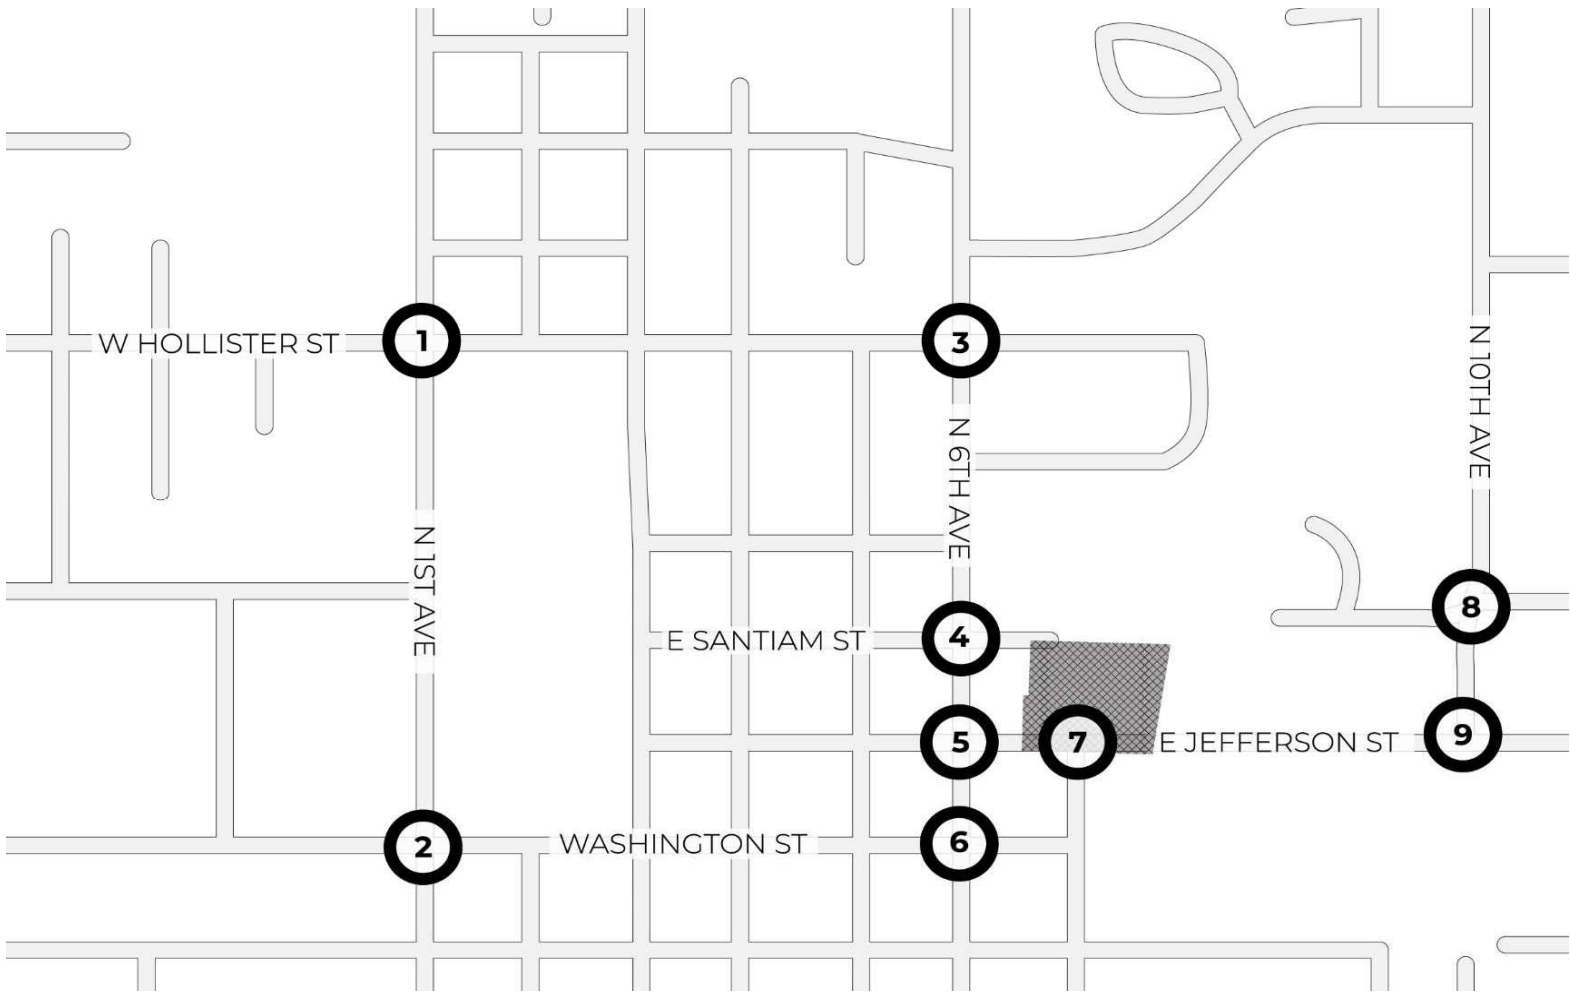 1
3
W HOLLISTER ST
N 10TH AVE
N 6TH AVE
N 1ST AVE
8
4
E SANTIAM ST
5
7
E JEFFERSON ST
9
2
WASHINGTON ST
6